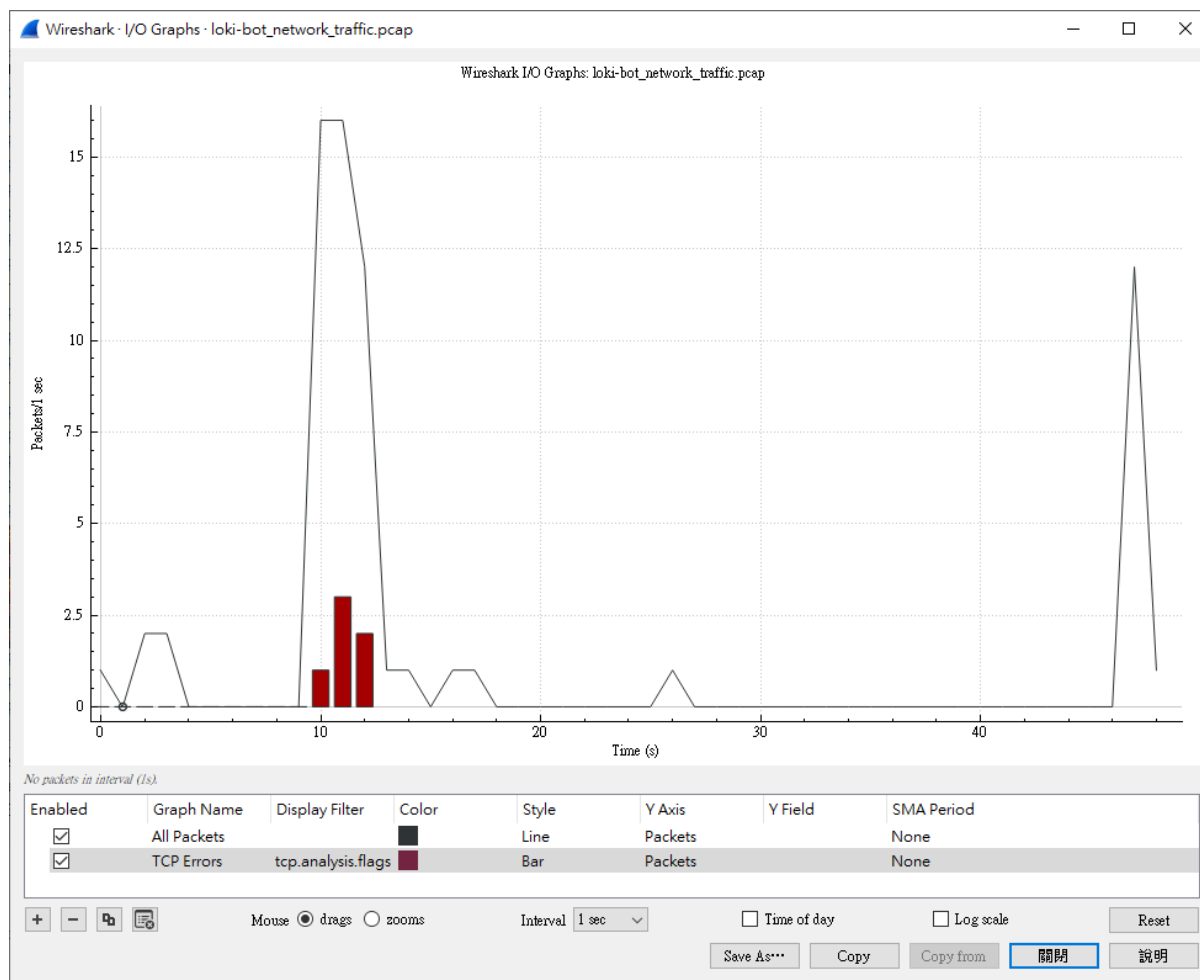 Wireshark · I/O Graphs · loki-bot_network_traffic.pcap
Wireshark I/O Graphs: loki-bot_network_traffic.pcap
15
12.5
10
7.5
5
2.5
0
Packets/1 sec
0 10 20 30 40
Time (s)
No packets in interval (1s).
Enabled Graph Name Display Filter Color Style Y Axis Y Field SMA Period
All Packets Line Packets None
TCP Errors tcp.analysis.flags Bar Packets None
+ − Mouse drags zooms Interval 1 sec Time of day Log scale Reset
Save As… Copy Copy from 關閉 說明